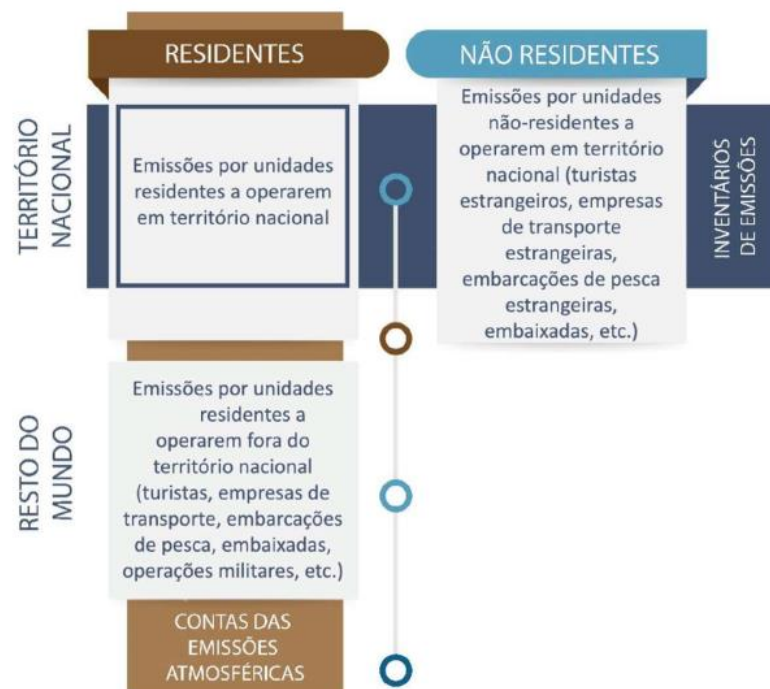 RESIDENTES
NÃO RESIDENTES
TERRITÓRIO
NACIONAL
Emissões por unidades
residentes a operarem
em território nacional
Emissões por unidades
não-residentes a
operarem em território
nacional (turistas
estrangeiros, empresas
de transporte
estrangeiras,
embarcações de pesca
estrangeiras,
embaixadas, etc.)
INVENTÁRIOS
DE EMISSÕES
RESTO DO
MUNDO
Emissões por unidades
residentes a
operarem fora do
território nacional
(turistas, empresas de
transporte, embarcações
de pesca, embaixadas,
operações militares, etc.)
CONTAS DAS
EMISSÕES
ATMOSFÉRICAS